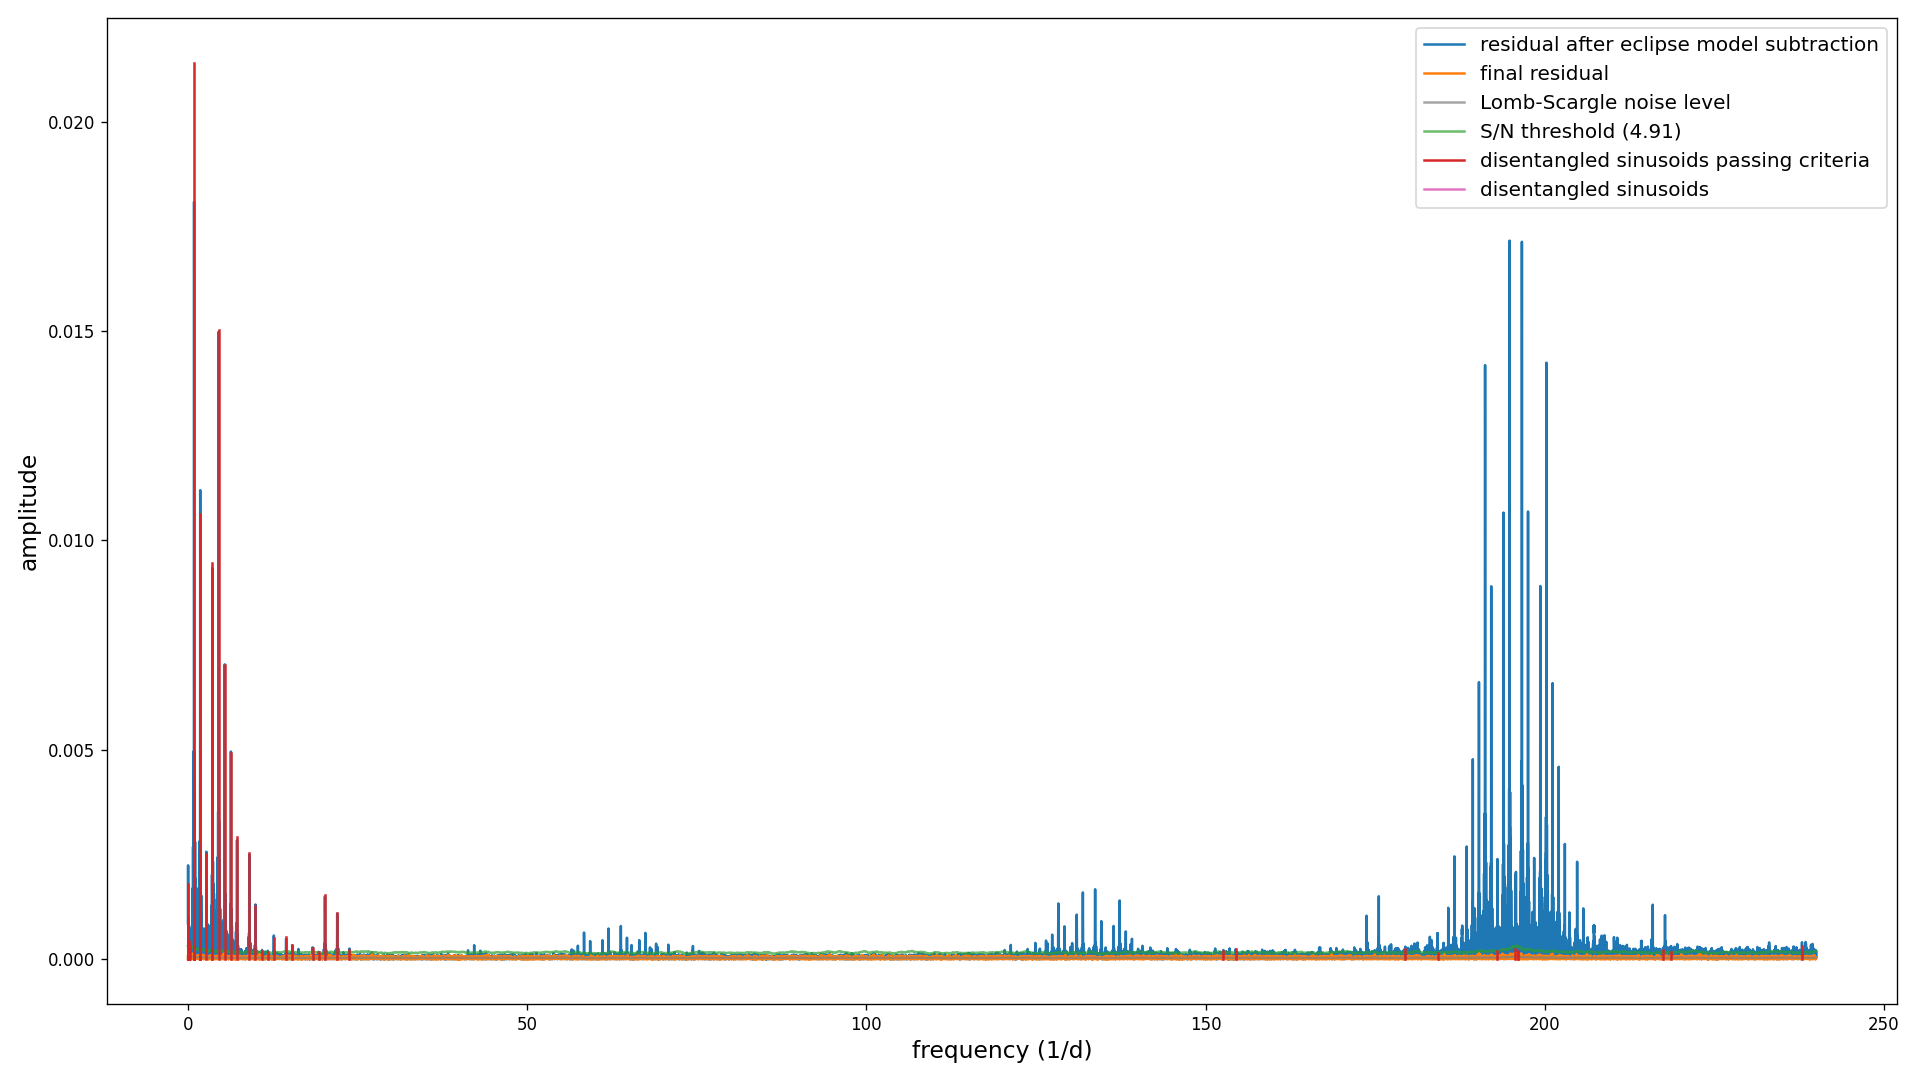 residual after eclipse model subtraction
final residual
Lomb-Scargle noise level
S/N threshold (4.91)
disentangled sinusoids passing criteria
disentangled sinusoids
0.020
0.015
0.010
0.005
0.000
amplitude
0 50 100 150 200 250
frequency (1/d)